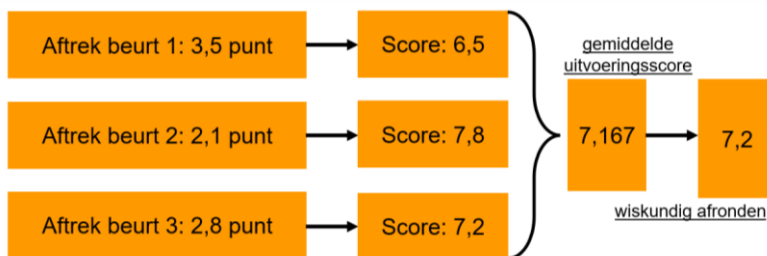 Aftrek beurt 1: 3,5 punt
Score: 6,5
Aftrek beurt 2: 2,1 punt
Score: 7,8
Aftrek beurt 3: 2,8 punt
Score: 7,2
gemiddelde
uitvoeringsscore
7,167
7,2
wiskundig afronden